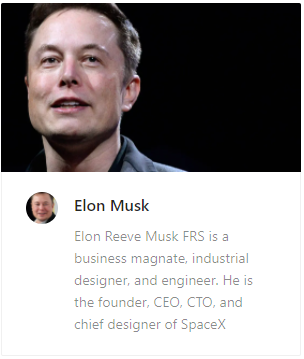 Elon Musk
Elon Reeve Musk FRS is a
business magnate, industrial
designer, and engineer. He is
the founder, CEO, CTO, and
chief designer of SpaceX